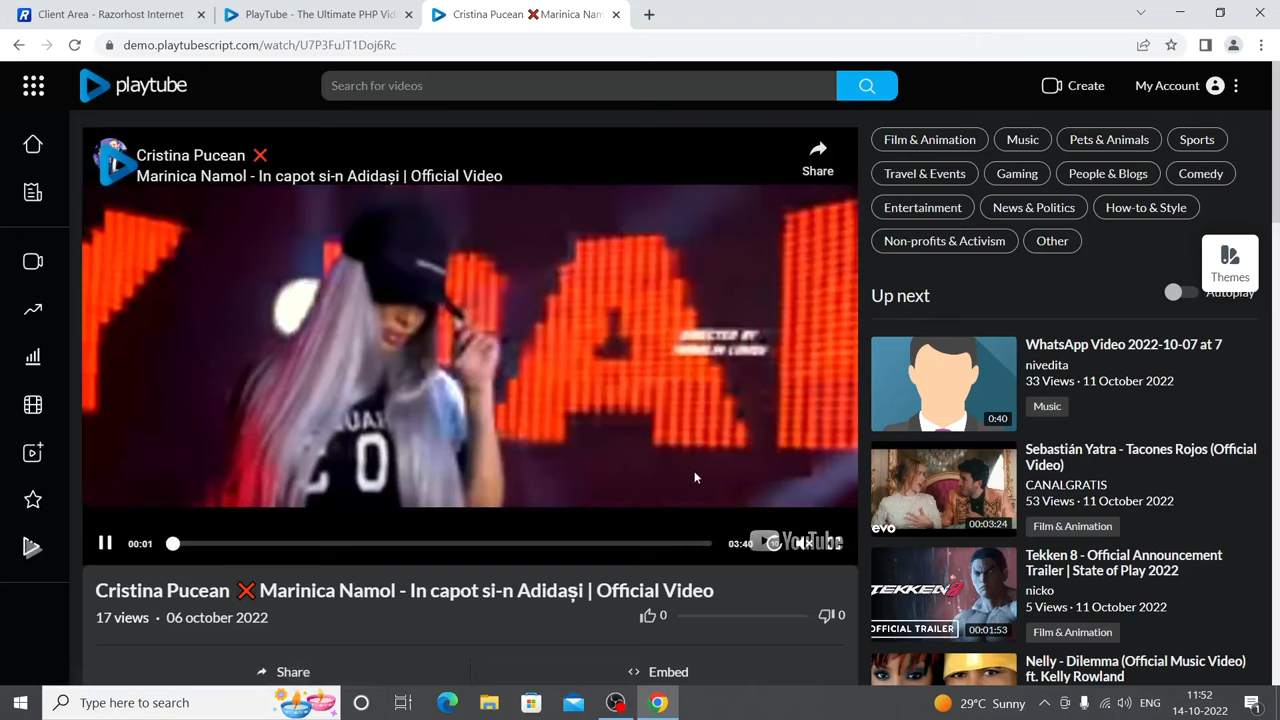 Client Area - Razorhost Internet
PlayTube - The Ultimate PHP Vid
Cristina Pucean ❌Marinica Nam
demo.playtubescript.com/watch/U7P3FuJT1Doj6Rc
playtube
Search for videos
Create
My Account
Cristina Pucean ❌
Marinica Namol - In capot si-n Adidași | Official Video
Share
DIRECTED BY
00:01
03:40
10
YouTube
Cristina Pucean ❌Marinica Namol - In capot si-n Adidași | Official Video
17 views · 06 october 2022
0
0
Share
Embed
Film & Animation
Music
Pets & Animals
Sports
Travel & Events
Gaming
People & Blogs
Comedy
Entertainment
News & Politics
How-to & Style
Non-profits & Activism
Other
Themes
Up next
Autoplay
0:40
WhatsApp Video 2022-10-07 at 7
nivedita
33 Views · 11 October 2022
Music
evo
00:03:24
Sebastián Yatra - Tacones Rojos (Official
Video)
CANALGRATIS
53 Views · 11 October 2022
Film & Animation
TEKKEN 8
OFFICIAL TRAILER
00:01:53
Tekken 8 - Official Announcement
Trailer | State of Play 2022
nicko
5 Views · 11 October 2022
Film & Animation
Nelly - Dilemma (Official Music Video)
ft. Kelly Rowland
Type here to search
29°C Sunny
ENG
11:52
14-10-2022
1